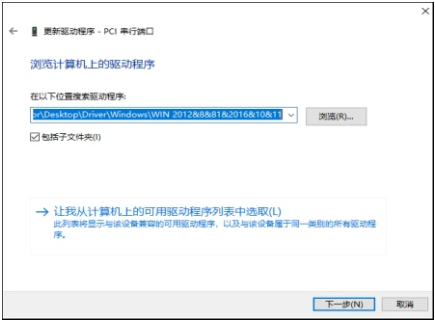 更新驱动程序 - PCI 串行端口
浏览计算机上的驱动程序
在以下位置搜索驱动程序:
or\Desktop\Driver\Windows\WIN 2012&8&81&2016&10&11
浏览(R)...
包括子文件夹(I)
让我从计算机上的可用驱动程序列表中选取(L)
此列表将显示与该设备兼容的可用驱动程序，以及与该设备属于同一类别的所有驱动程
序。
下一步(N)
取消